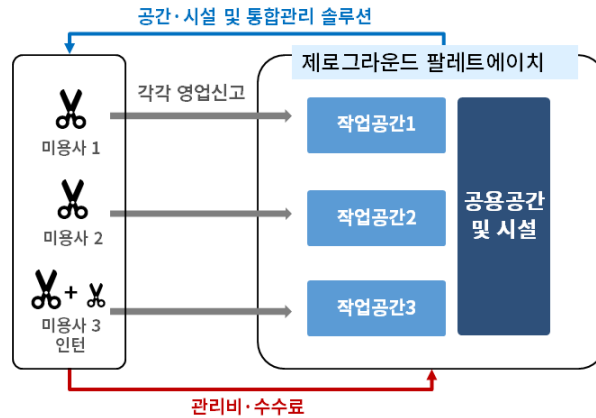 공간·시설 및 통합관리 솔루션
제로그라운드 팔레트에이치
각각 영업신고
미용사 1
작업공간1
미용사 2
작업공간2
공용공간
및 시설
+
미용사 3
인턴
작업공간3
관리비·수수료